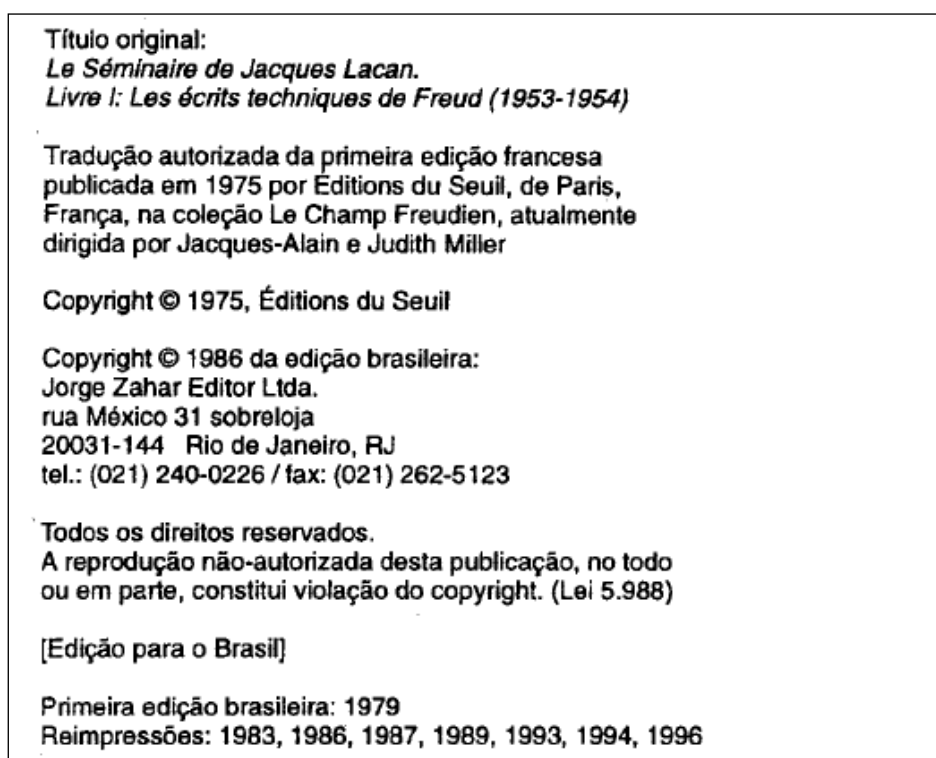 Título original:
Le Séminaire de Jacques Lacan.
Livre I: Les écrits techniques de Freud (1953-1954)
Tradução autorizada da primeira edição francesa
publicada em 1975 por Éditions du Seuil, de Paris,
França, na coleção Le Champ Freudien, atualmente
dirigida por Jacques-Alain e Judith Miller
Copyright © 1975, Éditions du Seuil
Copyright © 1986 da edição brasileira:
Jorge Zahar Editor Ltda.
rua México 31 sobreloja
20031-144 Rio de Janeiro, RJ
tel.: (021) 240-0226 / fax: (021) 262-5123
Todos os direitos reservados.
A reprodução não-autorizada desta publicação, no todo
ou em parte, constitui violação do copyright. (Lei 5.988)
[Edição para o Brasil]
Primeira edição brasileira: 1979
Reimpressões: 1983, 1986, 1987, 1989, 1993, 1994, 1996